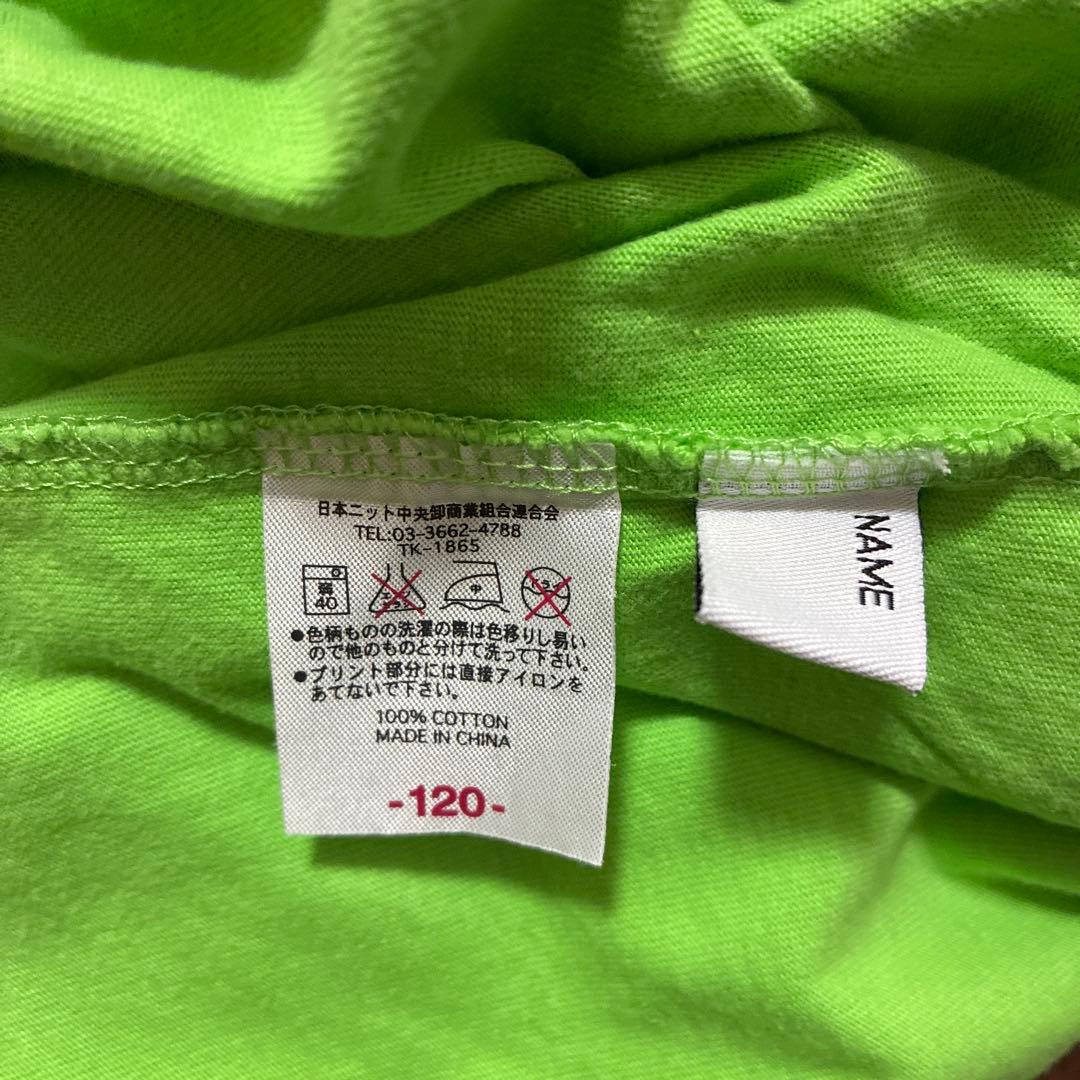 日本ニット中央卸商業組合連合会
TEL:03-3662-4788
TK-1865
弱
40
中
●色柄ものの洗濯の際は色移りし易い
ので他のものと分けて洗って下さい。
●プリント部分には直接アイロンを
あてないで下さい。
100% COTTON
MADE IN CHINA
-120-
NAME